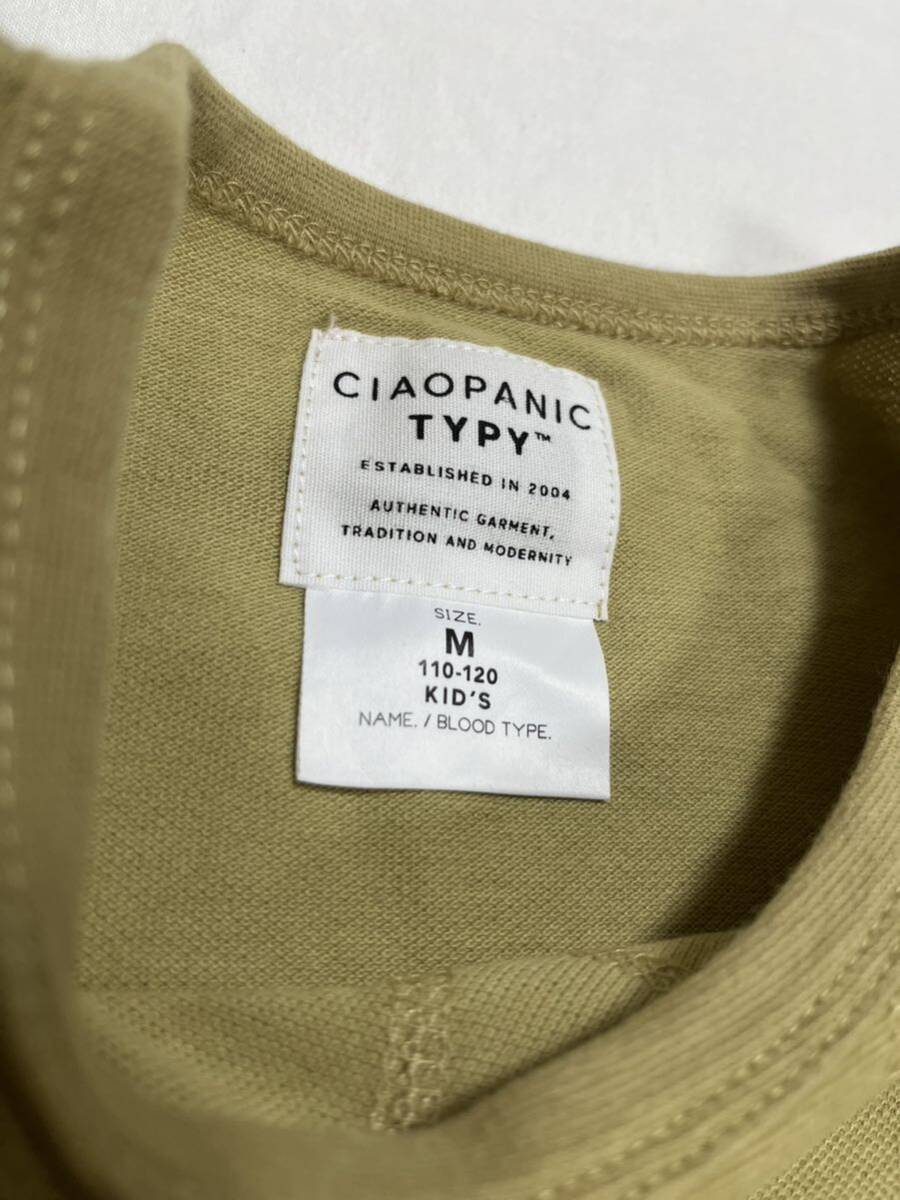 CIAOPANIC
TYPY™
ESTABLISHED IN 2004
AUTHENTIC GARMENT,
TRADITION AND MODERNITY
SIZE.
M
110-120
KID'S
NAME. / BLOOD TYPE.